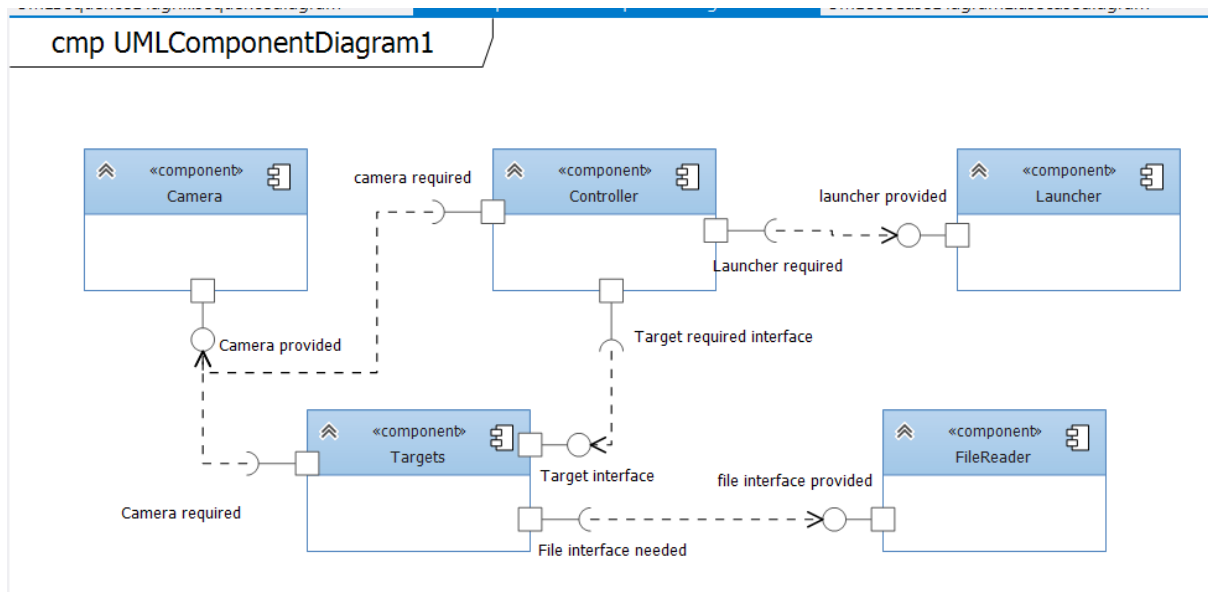 cmp UMLComponentDiagram1
«component»
Camera
camera required
«component»
Controller
launcher provided
«component»
Launcher
Launcher required
Camera provided
Target required interface
«component»
Targets
Target interface
Camera required
file interface provided
«component»
FileReader
File interface needed